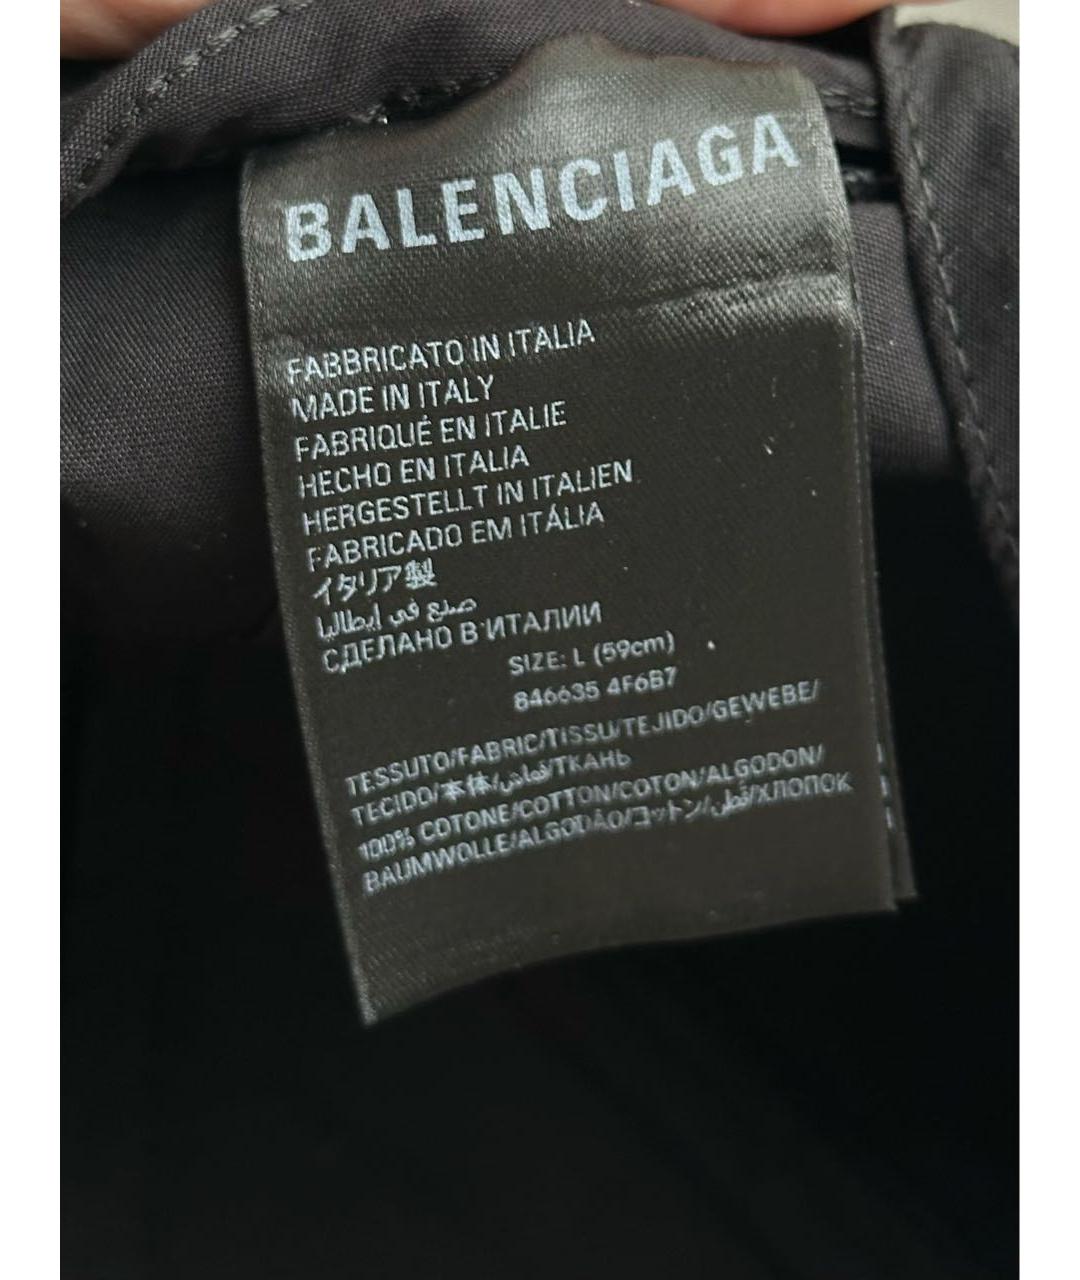 BALENCIAGA
FABBRICATO IN ITALIA
MADE IN ITALY
FABRIQUÉ EN ITALIE
HECHO EN ITALIA
HERGESTELLT IN ITALIEN
FABRICADO EM ITÁLIA
イタリア製
صنع في ايطاليا
СДЕЛАНО В ИТАЛИИ
SIZE: L (59cm)
846635 4F6B7
TESSUTO/FABRIC/TISSU/TEJIDO/GEWEBE/
TECIDO/本体/قماش/ТКАНЬ
100% COTONE/COTTON/COTON/ALGODON/
BAUMWOLLE/ALGODÃO/コットン/قطن/ХЛОПОК